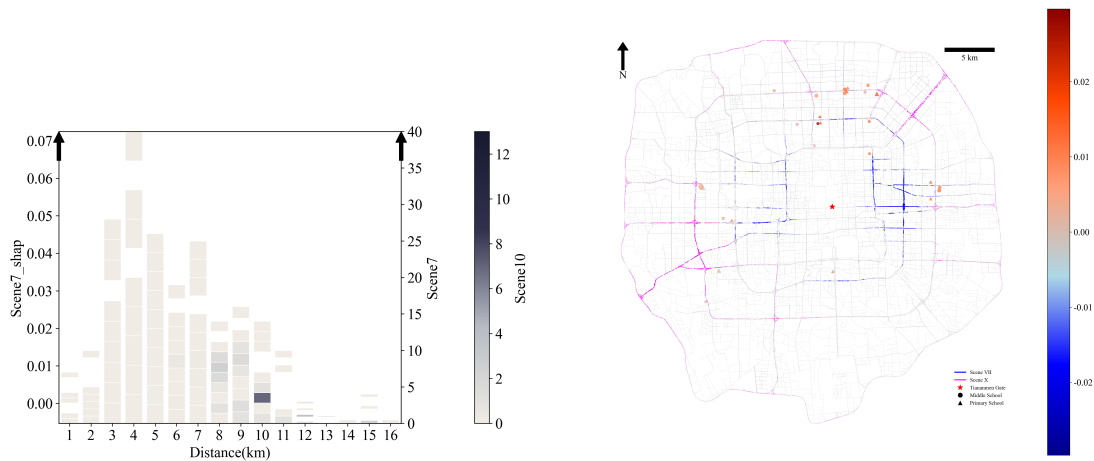 0.07
0.06
0.05
0.04
0.03
0.02
0.01
0.00
Scene7_shap
1 2 3 4 5 6 7 8 9 10 11 12 13 14 15 16
Distance(km)
40
35
30
25
20
15
10
5
0
Scene7
Scene10
12
10
8
6
4
2
0
N
5 km
Scene VII
Scene X
Tiananmen Gate
Middle School
Primary School
0.02
0.01
0.00
-0.01
-0.02